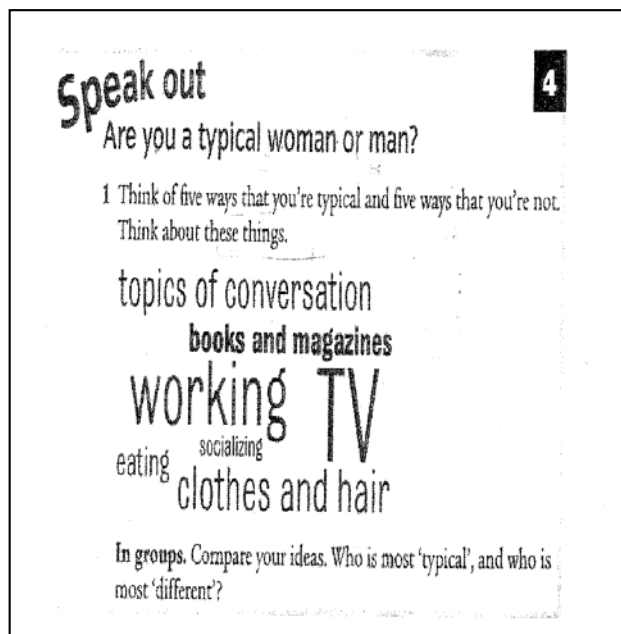 Speak out
4
Are you a typical woman or man?
1 Think of five ways that you're typical and five ways that you're not.
Think about these things.
topics of conversation
books and magazines
working TV
socializing
eating
clothes and hair
In groups. Compare your ideas. Who is most 'typical', and who is
most 'different'?